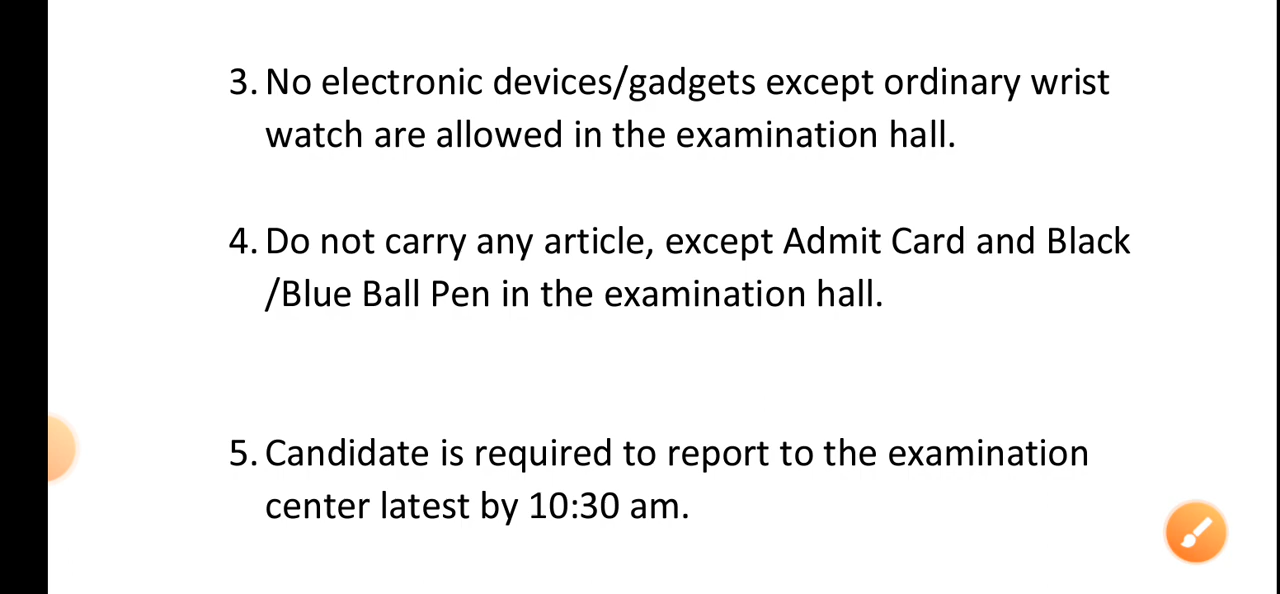 3. No electronic devices/gadgets except ordinary wrist
watch are allowed in the examination hall.
4. Do not carry any article, except Admit Card and Black
/Blue Ball Pen in the examination hall.
5. Candidate is required to report to the examination
center latest by 10:30 am.